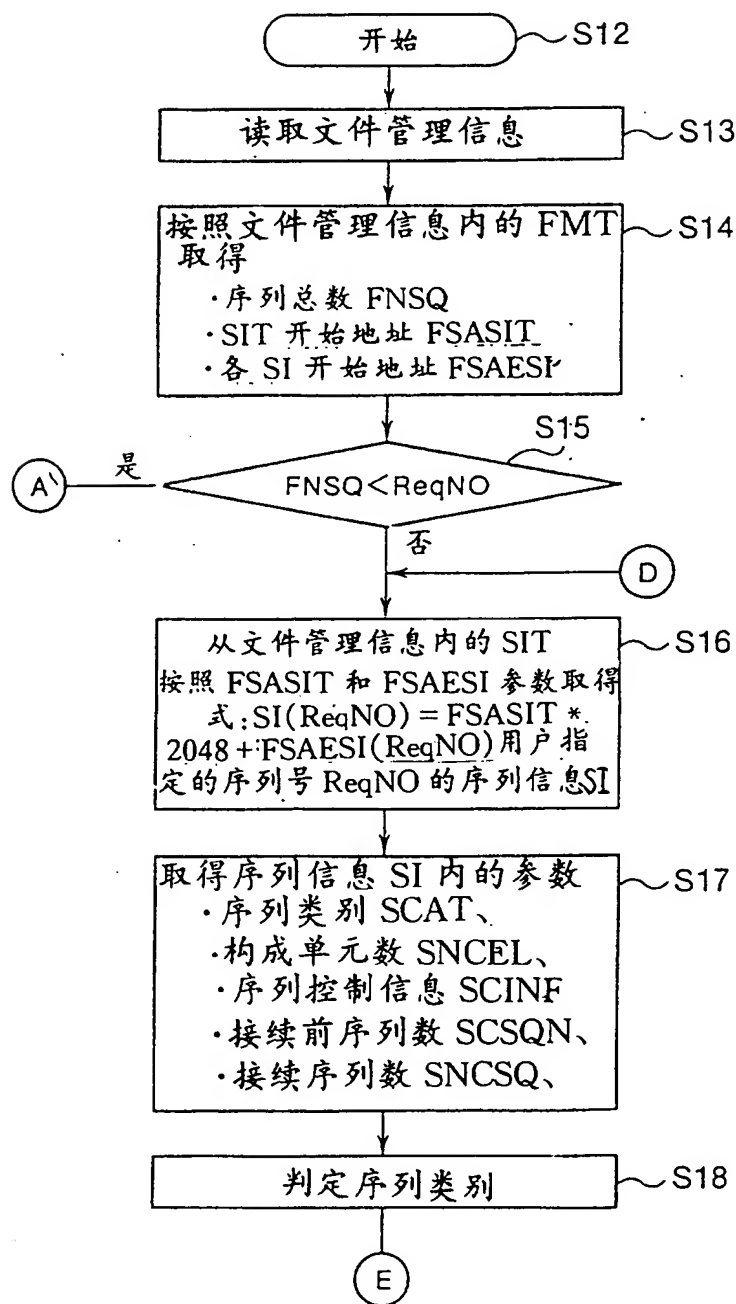 开始
S12
读取文件管理信息
S13
按照文件管理信息内的 FMT
取得
·序列总数 FNSQ
·SIT 开始地址 FSASIT
·各 SI 开始地址 FSAESI
S14
S15
FNSQ<ReqNO
是
A
否
D
从文件管理信息内的 SIT
按照 FSASIT 和 FSAESI 参数取得
式:SI(ReqNO)=FSASIT *
2048+FSAESI(ReqNO)用户指
定的序列号 ReqNO 的序列信息SI
S16
取得序列信息 SI 内的参数
·序列类别 SCAT、
·构成单元数 SNCEL、
·序列控制信息 SCINF
·接续前序列数 SCSQN、
·接续序列数 SNCSQ、
S17
判定序列类别
S18
E